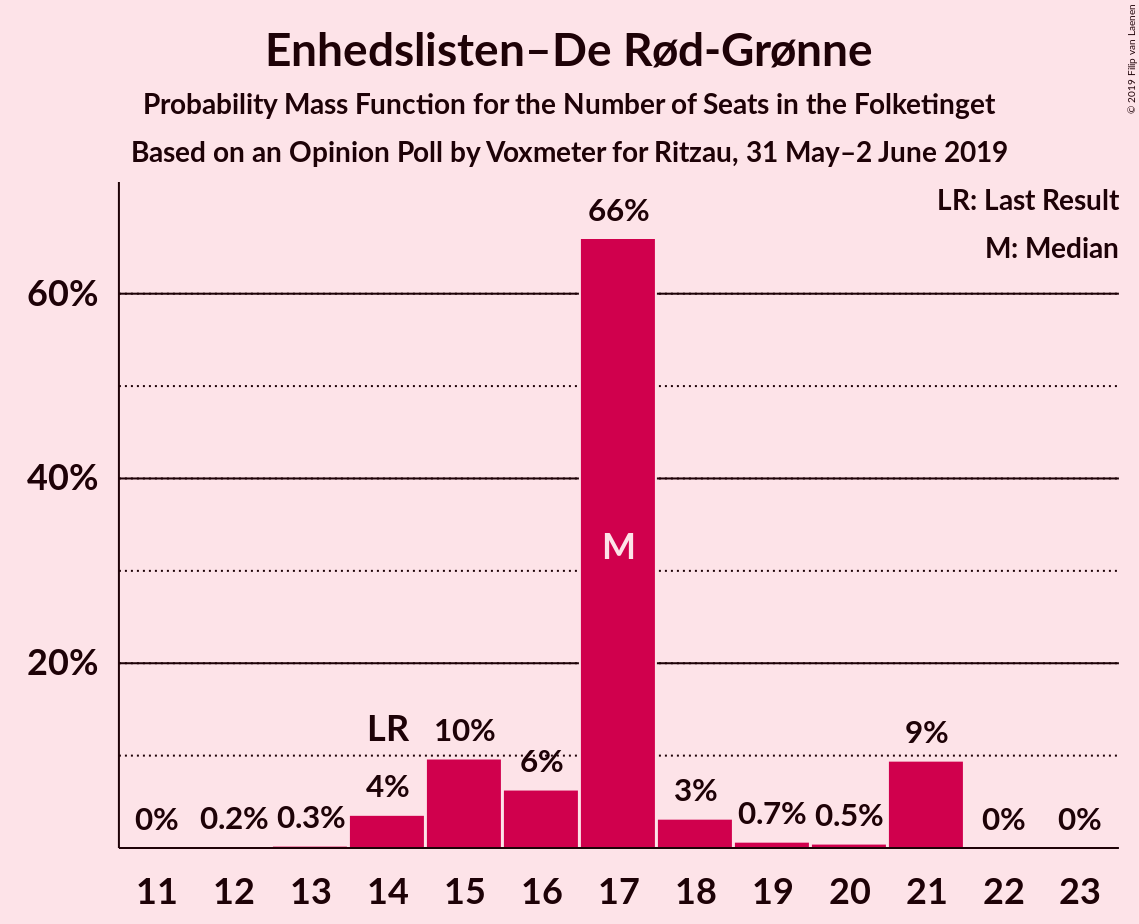 Enhedslisten–De Rød-Grønne
Probability Mass Function for the Number of Seats in the Folketinget
Based on an Opinion Poll by Voxmeter for Ritzau, 31 May–2 June 2019
© 2019 Filip van Laenen
LR: Last Result
M: Median
66%
60%
40%
M
20%
LR 10% 9%
6%
4% 3%
0% 0.2% 0.3% 0.7% 0.5% 0% 0%
11 12 13 14 15 16 17 18 19 20 21 22 23